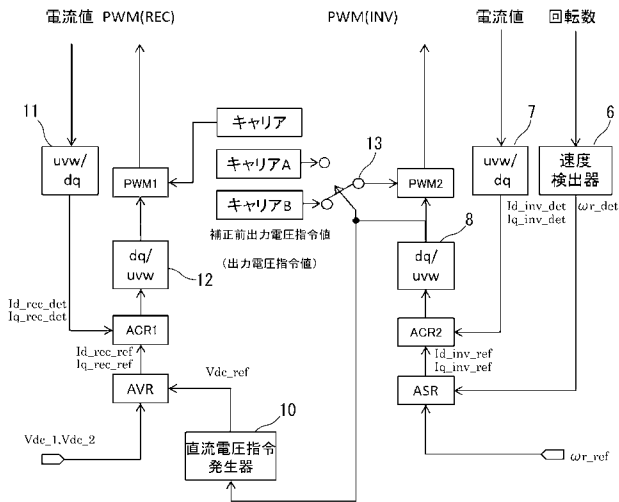 電流値 PWM(REC)
PWM(INV)
電流値
回転数
11
uvw/
dq
PWM1
キャリア
キャリアA
キャリアB
13
PWM2
7
uvw/
dq
6
速度
検出器
補正前出力電圧指令値
(出力電圧指令値)
Id_inv_det
Iq_inv_det
ωr_det
dq/
uvw
12
8
dq/
uvw
Id_rec_det
Iq_rec_det
ACR1
ACR2
Id_rec_ref
Iq_rec_ref
Id_inv_ref
Iq_inv_ref
AVR
Vdc_ref
ASR
Vdc_1,Vdc_2
10
直流電圧指令
発生器
ωr_ref